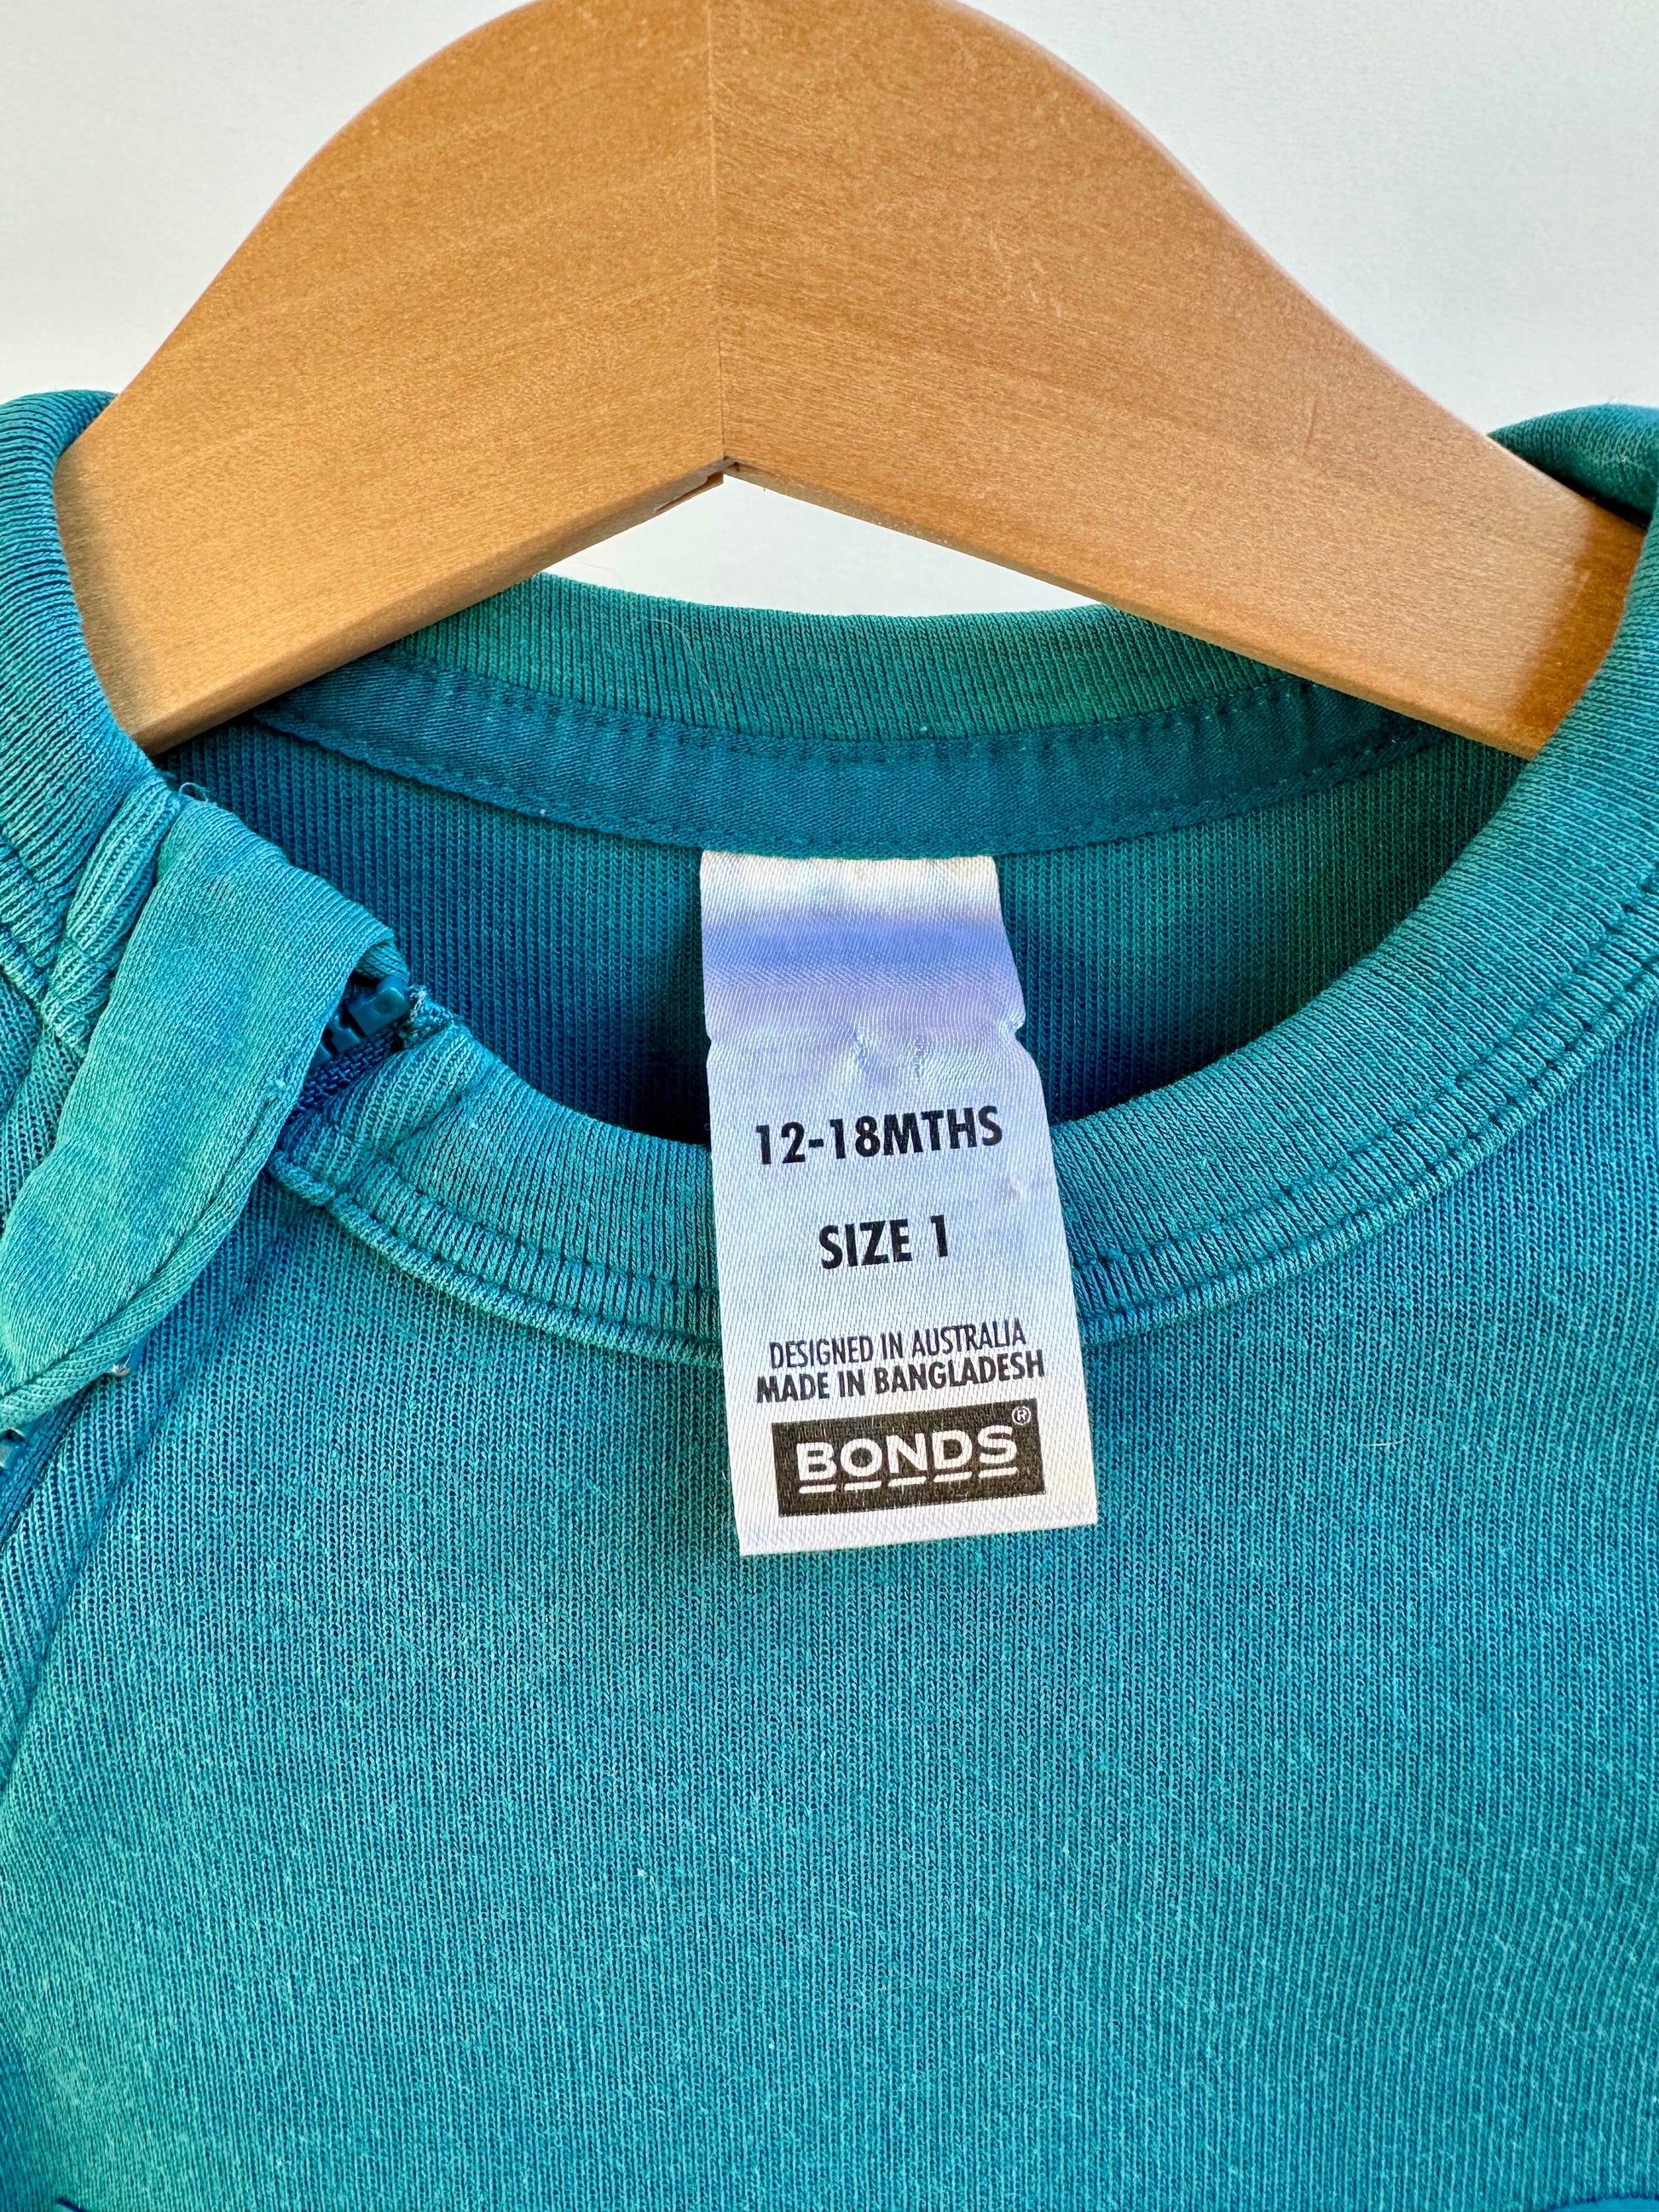 12-18MTHS
SIZE 1
DESIGNED IN AUSTRALIA
MADE IN BANGLADESH
BONDS®